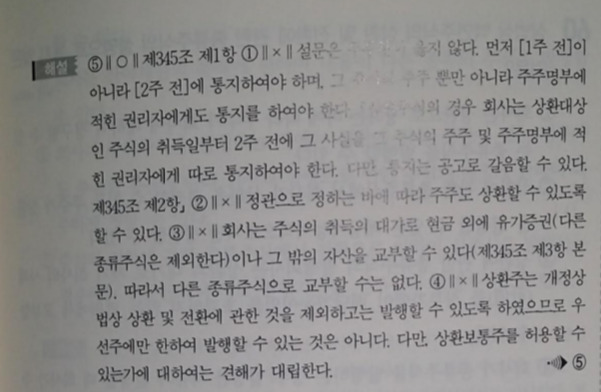 해설 ⑤∥○∥제345조 제1항 ①∥×∥설문은 옳지 않다. 먼저 [1주 전]이
아니라 [2주 전]에 통지하여야 하며, 그 주주 뿐만 아니라 주주명부에
적힌 권리자에게도 통지를 하여야 한다. 경우 회사는 상환대상
인 주식의 취득일부터 2주 전에 그 사실을 그 주식의 주주 및 주주명부에 적
힌 권리자에게 따로 통지하여야 한다. 다만 통지는 공고로 갈음할 수 있다.
제345조 제2항」 ②∥×∥정관으로 정하는 바에 따라 주주도 상환할 수 있도록
할 수 있다. ③∥×∥회사는 주식의 취득의 대가로 현금 외에 유가증권(다른
종류주식은 제외한다)이나 그 밖의 자산을 교부할 수 있다(제345조 제3항 본
문). 따라서 다른 종류주식으로 교부할 수는 없다. ④∥×∥상환주는 개정상
법상 상환 및 전환에 관한 것을 제외하고는 발행할 수 있도록 하였으므로 우
선주에만 한하여 발행할 수 있는 것은 아니다. 다만, 상환보통주를 허용할 수
있는가에 대하여는 견해가 대립한다. ⑤